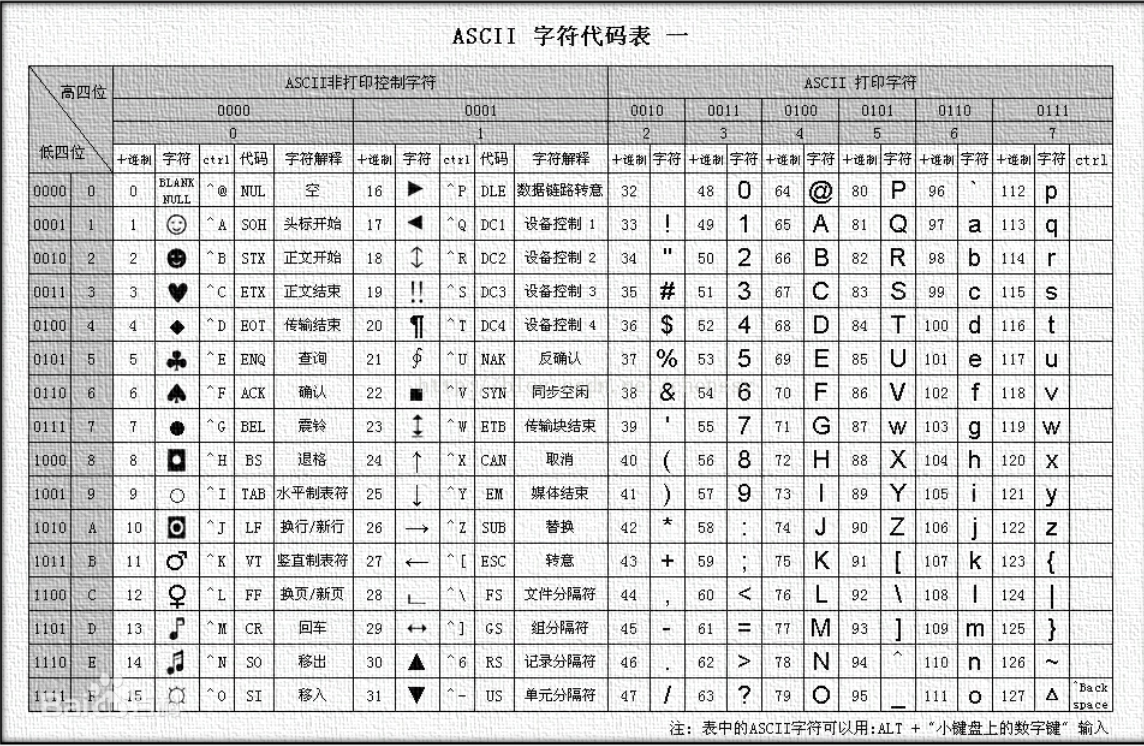 ASCII 字符代码表 一
高四位 ASCII非打印控制字符 ASCII 打印字符
0000 0001 0010 0011 0100 0101 0110 0111
0 1 2 3 4 5 6 7
低四位 十进制 字符 ctrl 代码 字符解释 十进制 字符 ctrl 代码 字符解释 十进制 字符 十进制 字符 十进制 字符 十进制 字符 十进制 字符 十进制 字符 ctrl
0000 0 0 BLANK NULL ^@ NUL 空 16 ► ^P DLE 数据链路转意 32 48 0 64 @ 80 P 96 ` 112 p
0001 1 1 ☺ ^A SOH 头标开始 17 ◄ ^Q DC1 设备控制 1 33 ! 49 1 65 A 81 Q 97 a 113 q
0010 2 2 ☻ ^B STX 正文开始 18 ↕ ^R DC2 设备控制 2 34 " 50 2 66 B 82 R 98 b 114 r
0011 3 3 ♥ ^C ETX 正文结束 19 ‼ ^S DC3 设备控制 3 35 # 51 3 67 C 83 S 99 c 115 s
0100 4 4 ◆ ^D EOT 传输结束 20 ¶ ^T DC4 设备控制 4 36 $ 52 4 68 D 84 T 100 d 116 t
0101 5 5 ♣ ^E ENQ 查询 21 ∮ ^U NAK 反确认 37 % 53 5 69 E 85 U 101 e 117 u
0110 6 6 ♠ ^F ACK 确认 22 ■ ^V SYN 同步空闲 38 & 54 6 70 F 86 V 102 f 118 v
0111 7 7 ● ^G BEL 震铃 23 ↨ ^W ETB 传输块结束 39 ' 55 7 71 G 87 w 103 g 119 w
1000 8 8 ◘ ^H BS 退格 24 ↑ ^X CAN 取消 40 ( 56 8 72 H 88 X 104 h 120 x
1001 9 9 ○ ^I TAB 水平制表符 25 ↓ ^Y EM 媒体结束 41 ) 57 9 73 I 89 Y 105 i 121 y
1010 A 10 ◙ ^J LF 换行/新行 26 → ^Z SUB 替换 42 * 58 : 74 J 90 Z 106 j 122 z
1011 B 11 ♂ ^K VT 竖直制表符 27 ← ^[ ESC 转意 43 + 59 ; 75 K 91 [ 107 k 123 {
1100 C 12 ♀ ^L FF 换页/新页 28 ∟ ^\ FS 文件分隔符 44 , 60 < 76 L 92 \ 108 l 124 |
1101 D 13 ♪ ^M CR 回车 29 ↔ ^] GS 组分隔符 45 - 61 = 77 M 93 ] 109 m 125 }
1110 E 14 ♫ ^N SO 移出 30 ▲ ^6 RS 记录分隔符 46 . 62 > 78 N 94 ^ 110 n 126 ~
1111 F 15 ☼ ^O SI 移入 31 ▼ ^- US 单元分隔符 47 / 63 ? 79 O 95 _ 111 o 127 Δ ^Back space
注: 表中的ASCII字符可以用:ALT + “小键盘上的数字键” 输入